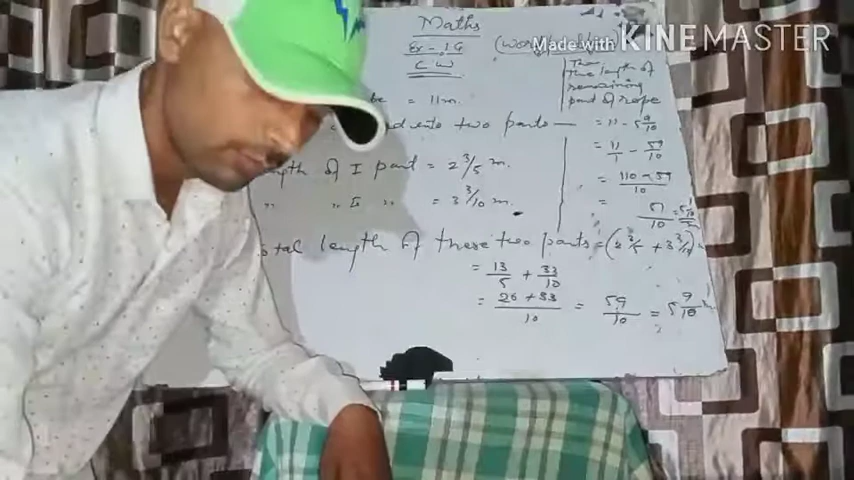 Maths
Ex - 1G
C W
Made with KINEMASTER
= 11 m.
into two parts
length of I part = 2 3/5 m.
" " II " = 3 3/10 m.
Total length of these two parts = (2 3/5 + 3 3/10) m
= 13/5 + 33/10
= 26 + 33/10 = 59/10 = 5 9/10 m
The length of
remaining
part of rope
= 11 - 5 9/10
= 11/1 - 59/10
= 110 - 59/10